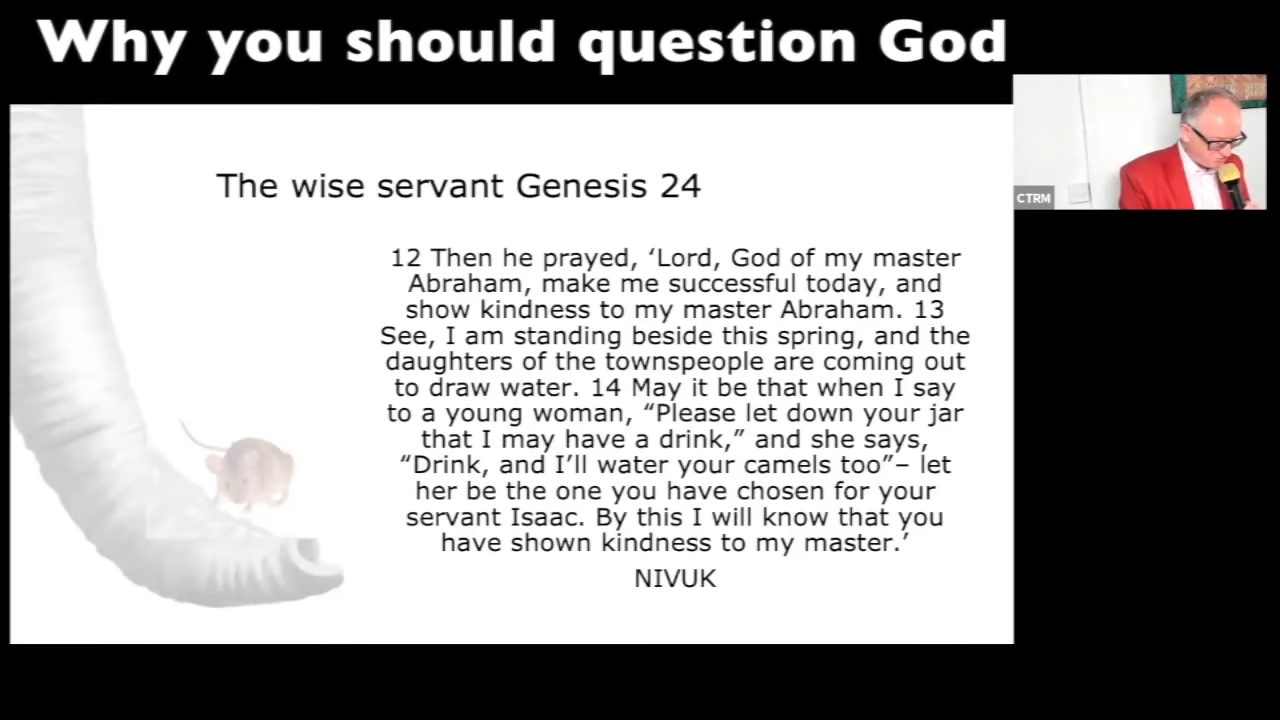 Why you should question God
CTRM
The wise servant Genesis 24
12 Then he prayed, ‘Lord, God of my master
Abraham, make me successful today, and
show kindness to my master Abraham. 13
See, I am standing beside this spring, and the
daughters of the townspeople are coming out
to draw water. 14 May it be that when I say
to a young woman, “Please let down your jar
that I may have a drink,” and she says,
“Drink, and I’ll water your camels too”– let
her be the one you have chosen for your
servant Isaac. By this I will know that you
have shown kindness to my master.’
NIVUK